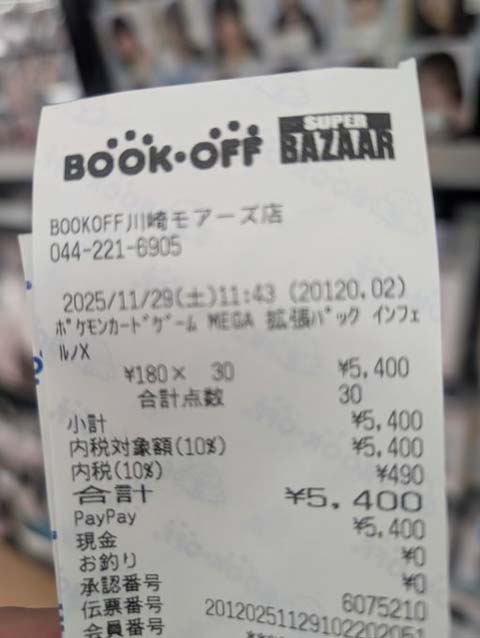 BOOK・OFF SUPER BAZAAR
BOOKOFF川崎モアーズ店
044-221-6905
2025/11/29(土)11:43 (20120.02)
ポケモンカードゲーム MEGA 拡張パック インフェ
ルノX
¥180× 30 ¥5,400
合計点数 30
小計 ¥5,400
内税対象額(10%) ¥5,400
内税(10%) ¥490
合計 ¥5,400
PayPay ¥5,400
現金 ¥0
お釣り ¥0
承認番号 6075210
伝票番号 20120251129102202051
会員番号